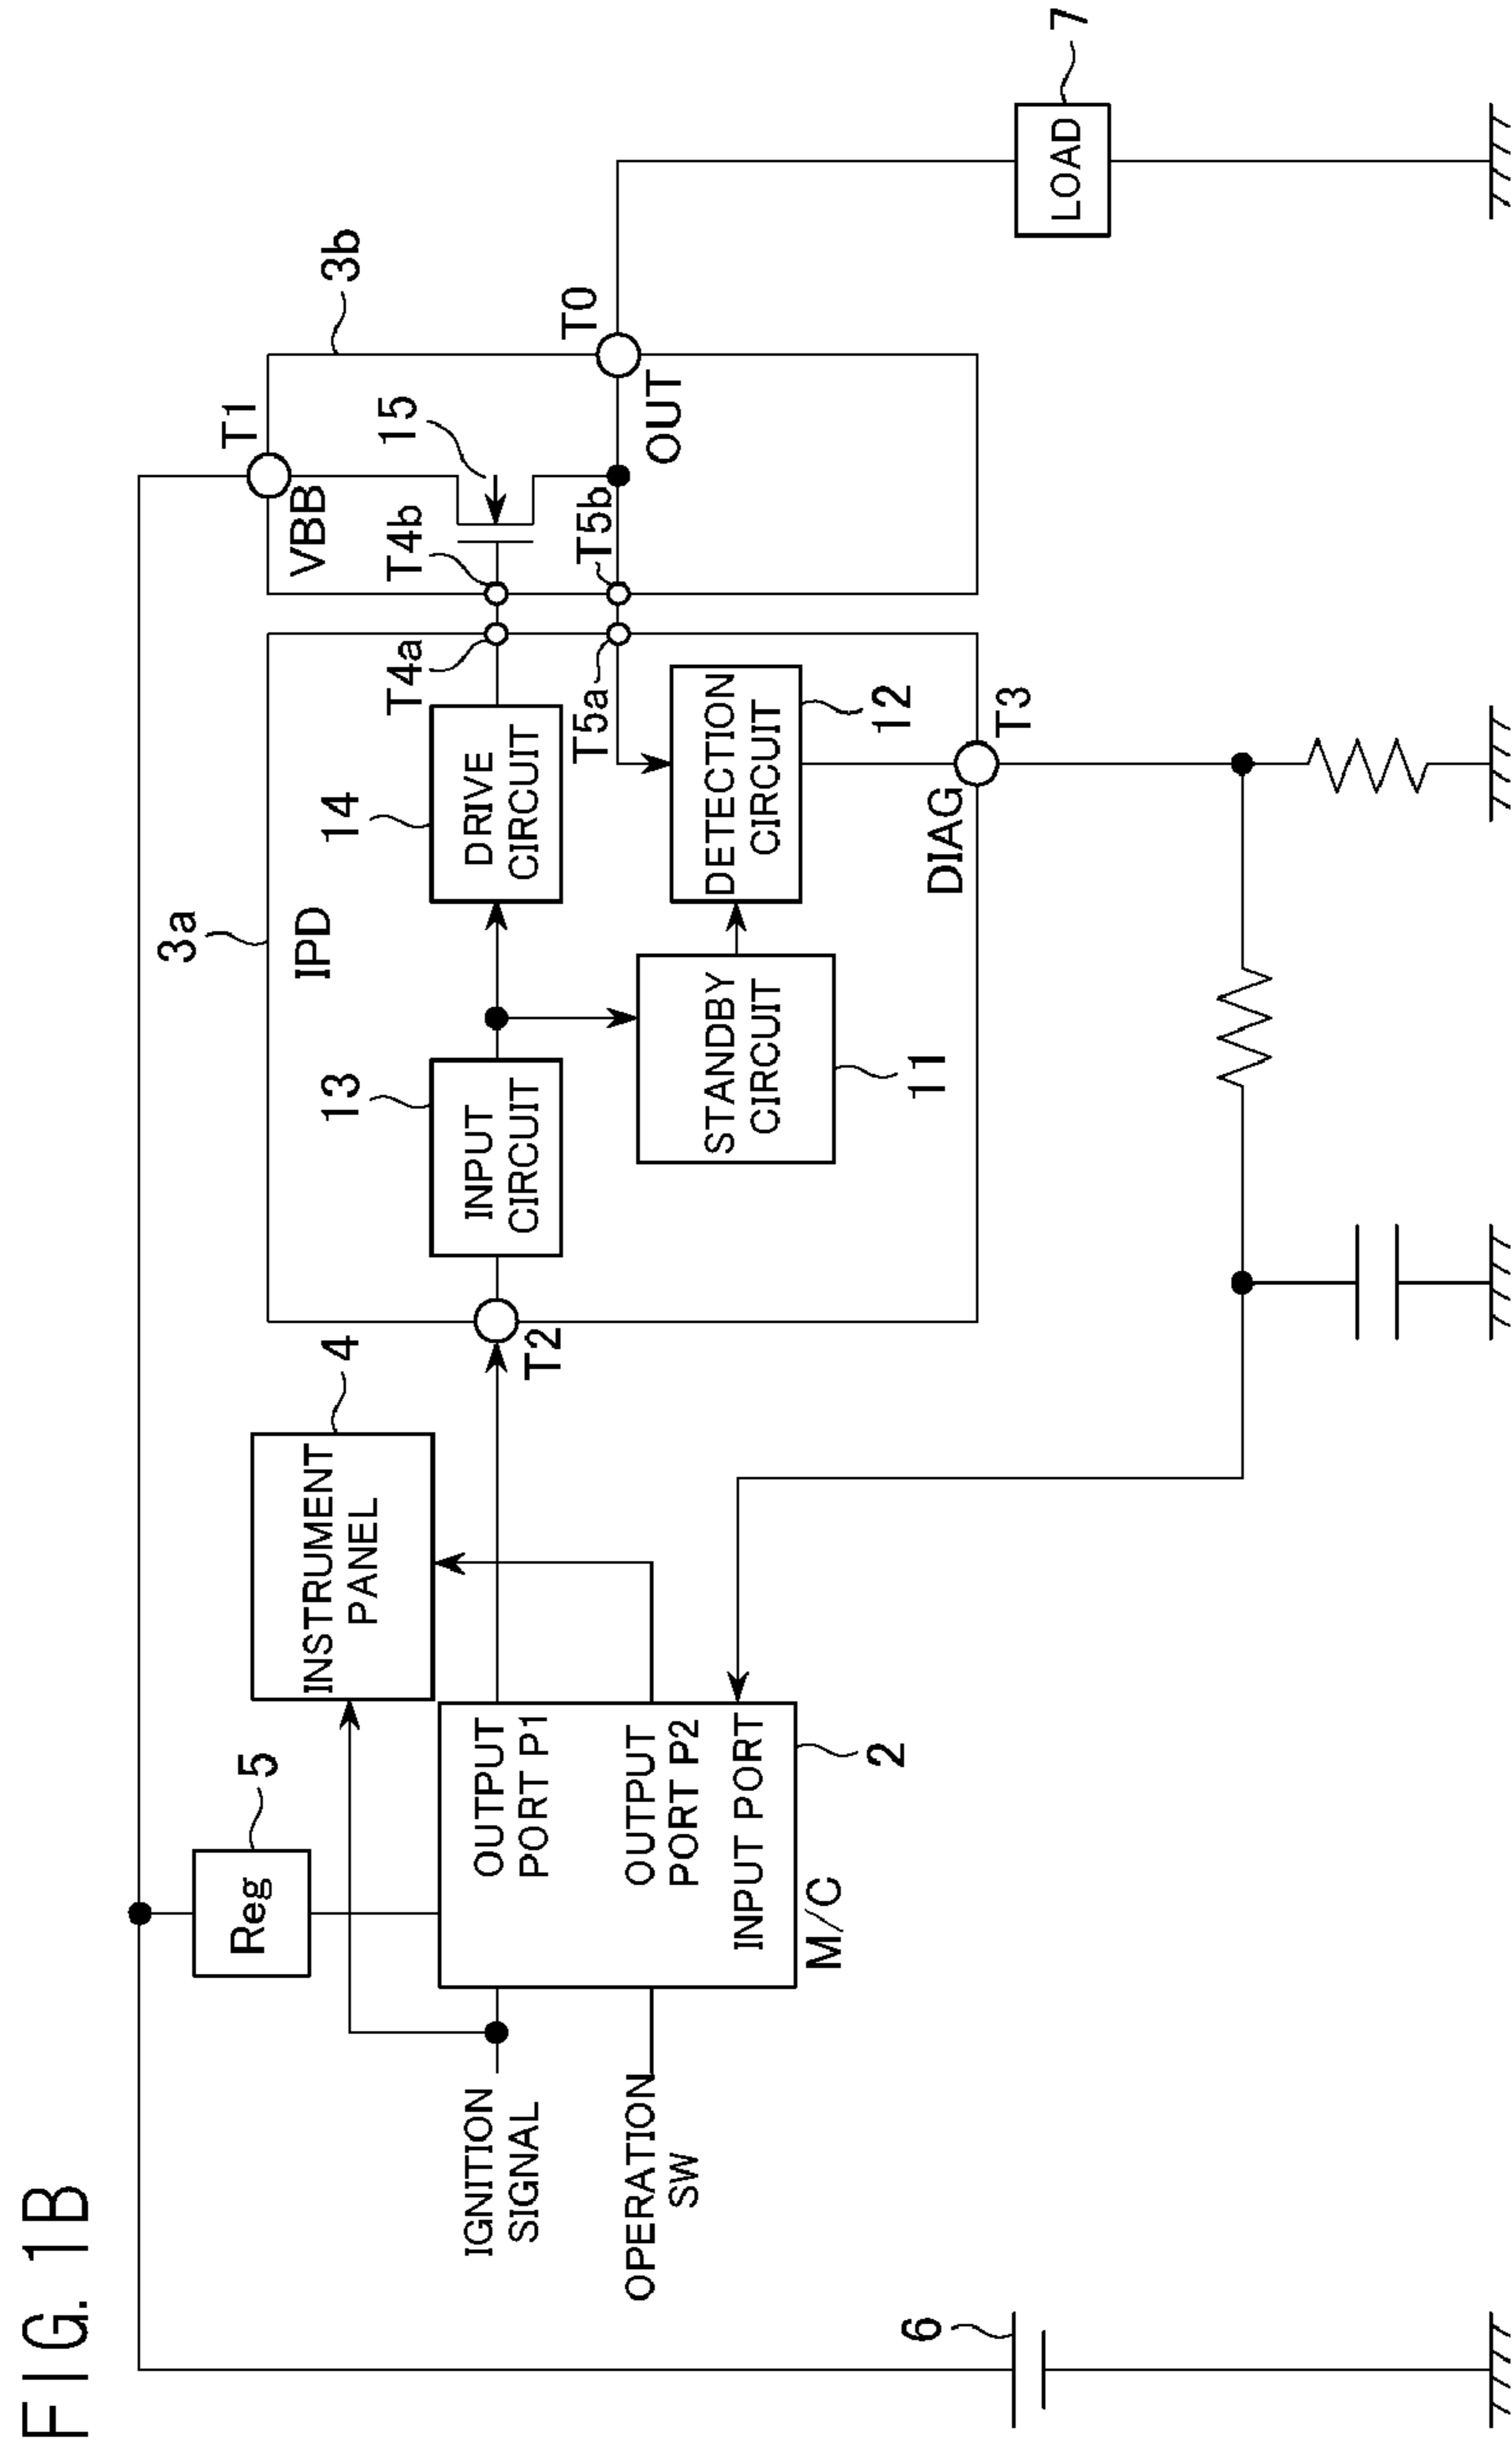 FIG. 1B
6
IGNITION
SIGNAL
OPERATION
SW
5
Reg
OUTPUT
PORT P1
OUTPUT
PORT P2
INPUT PORT
M/C
2
4
INSTRUMENT
PANEL
T2
3a
IPD
13
INPUT
CIRCUIT
14
DRIVE
CIRCUIT
STANDBY
CIRCUIT
11
DETECTION
CIRCUIT
12
DIAG
T3
T4a
T5a
T4b
T5b
VBB
T1
15
3b
OUT
T0
LOAD
7